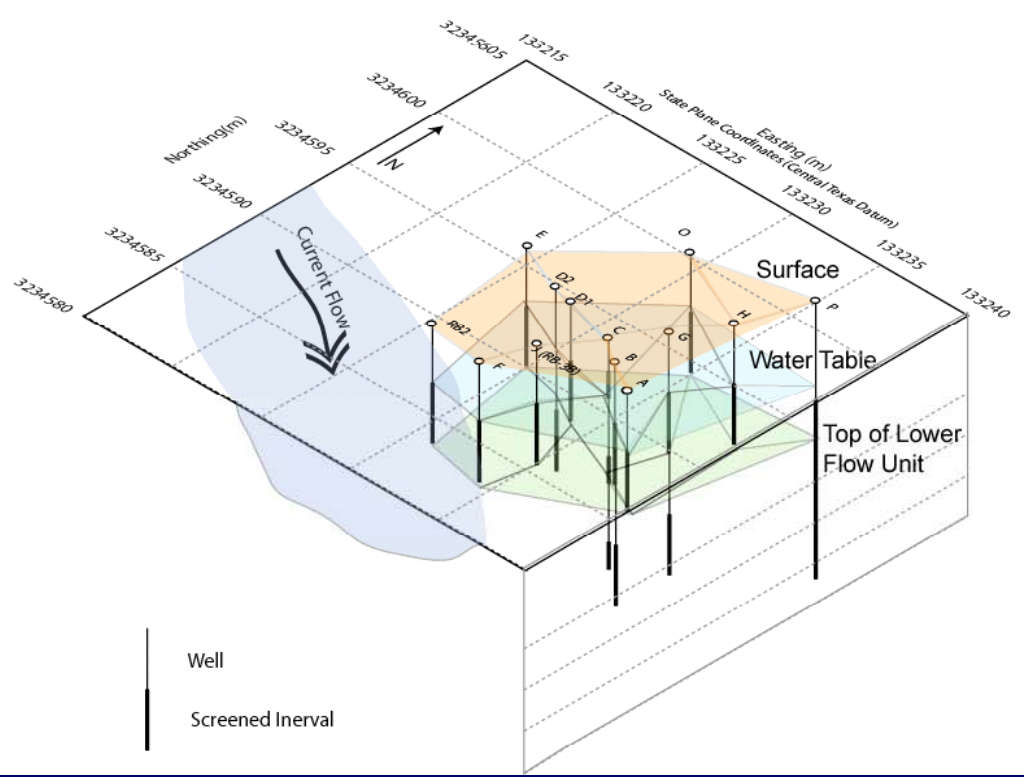 32345605
133215
3234600
133220
State Plane Coordinates (Central Texas Datum)
Easting (m)
Northing(m)
3234595
133225
N
3234590
133230
3234585
133235
3234580
133240
Current Flow
E
O
Surface
D2
D1
P
RB2
H
C
G
J(RB-3B)
B
Water Table
F
A
Top of Lower
Flow Unit
Well
Screened Inerval